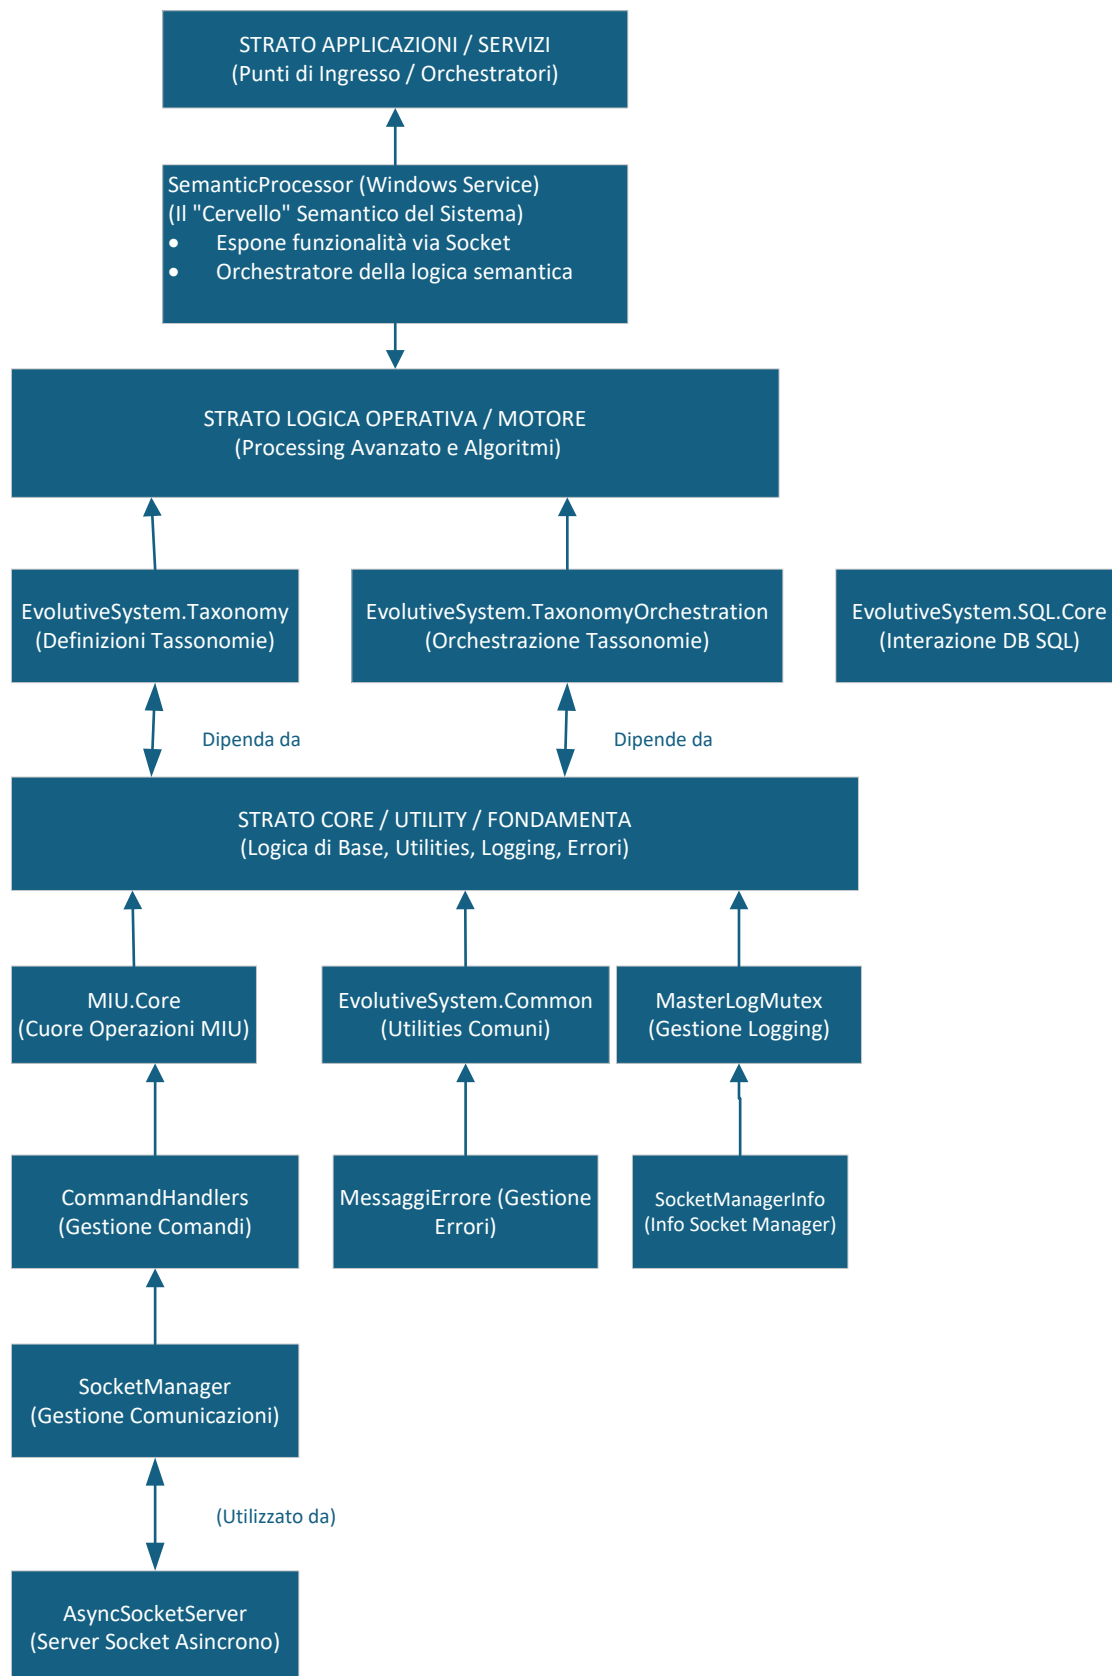 STRATO APPLICAZIONI / SERVIZI
(Punti di Ingresso / Orchestratori)
SemanticProcessor (Windows Service)
(Il "Cervello" Semantico del Sistema)
• Espone funzionalità via Socket
• Orchestratore della logica semantica
STRATO LOGICA OPERATIVA / MOTORE
(Processing Avanzato e Algoritmi)
EvolutiveSystem.Taxonomy
(Definizioni Tassonomie)
EvolutiveSystem.TaxonomyOrchestration
(Orchestrazione Tassonomie)
EvolutiveSystem.SQL.Core
(Interazione DB SQL)
Dipenda da
Dipende da
STRATO CORE / UTILITY / FONDAMENTA
(Logica di Base, Utilities, Logging, Errori)
MIU.Core
(Cuore Operazioni MIU)
EvolutiveSystem.Common
(Utilities Comuni)
MasterLogMutex
(Gestione Logging)
CommandHandlers
(Gestione Comandi)
MessaggiErrore (Gestione
Errori)
SocketManagerInfo
(Info Socket Manager)
SocketManager
(Gestione Comunicazioni)
(Utilizzato da)
AsyncSocketServer
(Server Socket Asincrono)